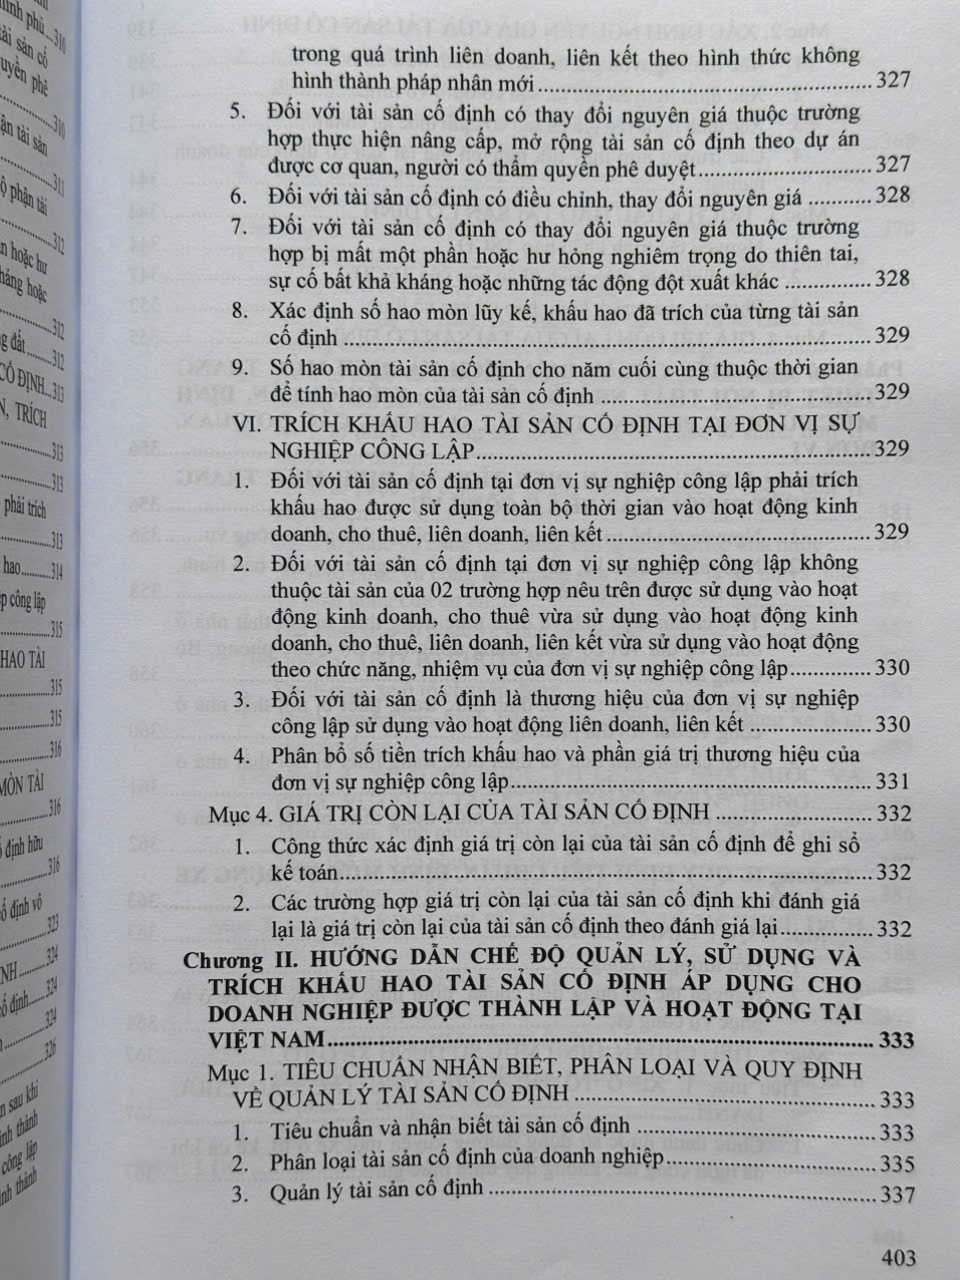 trong quá trình liên doanh, liên kết theo hình thức không
hình thành pháp nhân mới ........ 327
5. Đối với tài sản cố định có thay đổi nguyên giá thuộc trường
hợp thực hiện nâng cấp, mở rộng tài sản cố định theo dự án
được cơ quan, người có thẩm quyền phê duyệt ........ 327
6. Đối với tài sản cố định có điều chỉnh, thay đổi nguyên giá ........ 328
7. Đối với tài sản cố định có thay đổi nguyên giá thuộc trường
hợp bị mất một phần hoặc hư hỏng nghiêm trọng do thiên tai,
sự cố bất khả kháng hoặc những tác động đột xuất khác ........ 328
8. Xác định số hao mòn lũy kế, khấu hao đã trích của từng tài sản
cố định ........ 329
9. Số hao mòn tài sản cố định cho năm cuối cùng thuộc thời gian
để tính hao mòn của tài sản cố định ........ 329
VI. TRÍCH KHẤU HAO TÀI SẢN CỐ ĐỊNH TẠI ĐƠN VỊ SỰ
NGHIỆP CÔNG LẬP ........ 329
1. Đối với tài sản cố định tại đơn vị sự nghiệp công lập phải trích
khấu hao được sử dụng toàn bộ thời gian vào hoạt động kinh
doanh, cho thuê, liên doanh, liên kết ........ 329
2. Đối với tài sản cố định tại đơn vị sự nghiệp công lập không
thuộc tài sản của 02 trường hợp nêu trên được sử dụng vào hoạt
động kinh doanh, cho thuê vừa sử dụng vào hoạt động kinh
doanh, cho thuê, liên doanh, liên kết vừa sử dụng vào hoạt động
theo chức năng, nhiệm vụ của đơn vị sự nghiệp công lập ........ 330
3. Đối với tài sản cố định là thương hiệu của đơn vị sự nghiệp
công lập sử dụng vào hoạt động liên doanh, liên kết ........ 330
4. Phân bổ số tiền trích khấu hao và phần giá trị thương hiệu của
đơn vị sự nghiệp công lập ........ 331
Mục 4. GIÁ TRỊ CÒN LẠI CỦA TÀI SẢN CỐ ĐỊNH ........ 332
1. Công thức xác định giá trị còn lại của tài sản cố định để ghi sổ
kế toán ........ 332
2. Các trường hợp giá trị còn lại của tài sản cố định khi đánh giá
lại là giá trị còn lại của tài sản cố định theo đánh giá lại ........ 332
Chương II. HƯỚNG DẪN CHẾ ĐỘ QUẢN LÝ, SỬ DỤNG VÀ
TRÍCH KHẤU HAO TÀI SẢN CỐ ĐỊNH ÁP DỤNG CHO
DOANH NGHIỆP ĐƯỢC THÀNH LẬP VÀ HOẠT ĐỘNG TẠI
VIỆT NAM ........ 333
Mục 1. TIÊU CHUẨN NHẬN BIẾT, PHÂN LOẠI VÀ QUY ĐỊNH
VỀ QUẢN LÝ TÀI SẢN CỐ ĐỊNH ........ 333
1. Tiêu chuẩn và nhận biết tài sản cố định ........ 333
2. Phân loại tài sản cố định của doanh nghiệp ........ 335
3. Quản lý tài sản cố định ........ 337
403